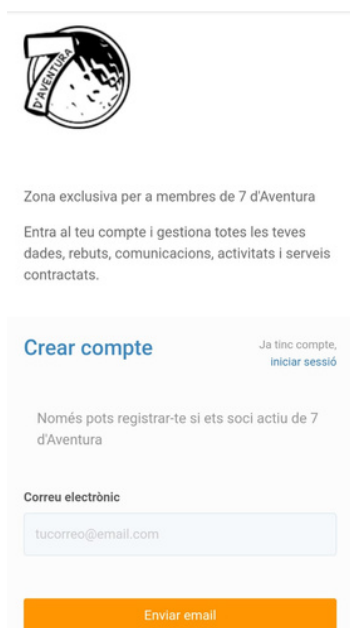 7
D'AVENTURA
Zona exclusiva per a membres de 7 d'Aventura
Entra al teu compte i gestiona totes les teves
dades, rebuts, comunicacions, activitats i serveis
contractats.
Crear compte
Ja tinc compte,
iniciar sessió
Només pots registrar-te si ets soci actiu de 7
d'Aventura
Correu electrònic
tucorreo@email.com
Enviar email